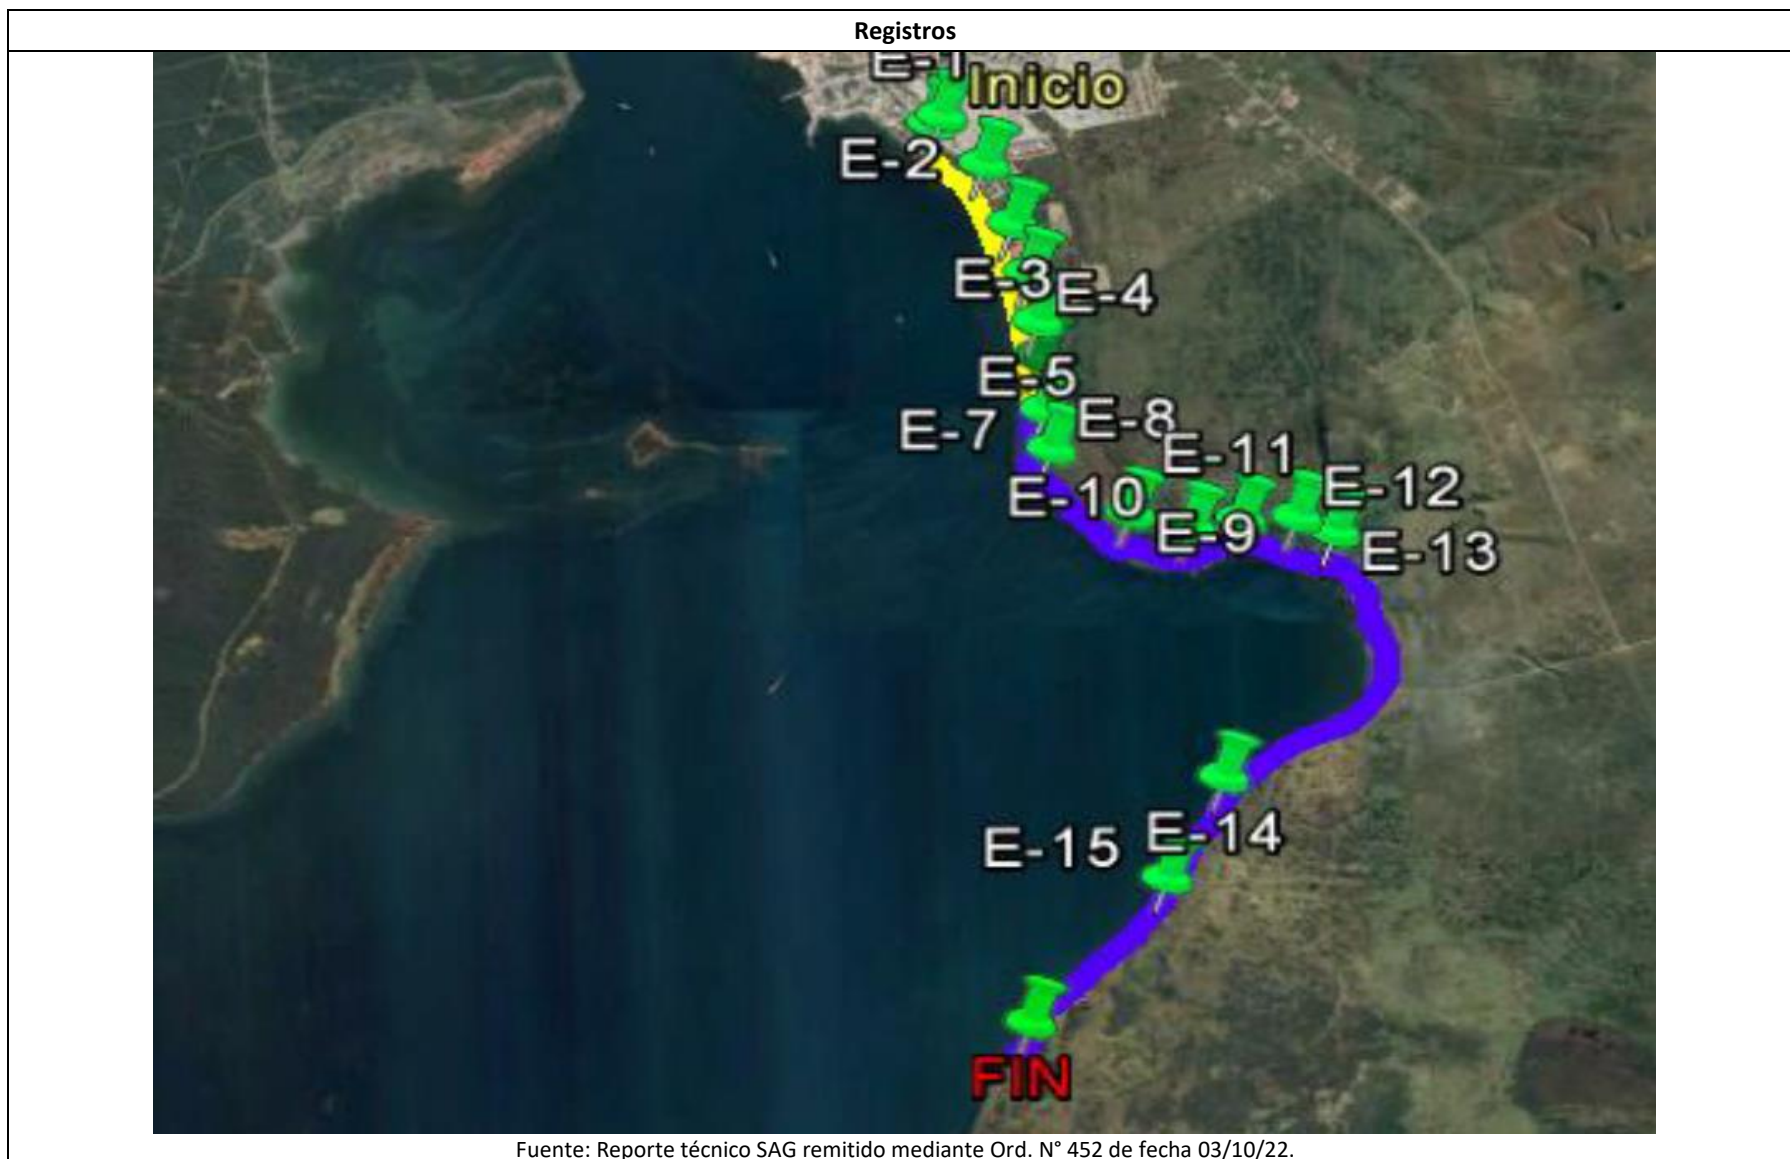 Registros
E-1
Inicio
E-2
E-3
E-4
E-5
E-7
E-8
E-11
E-10
E-12
E-9
E-13
E-15
E-14
FIN
Fuente: Reporte técnico SAG remitido mediante Ord. N° 452 de fecha 03/10/22.